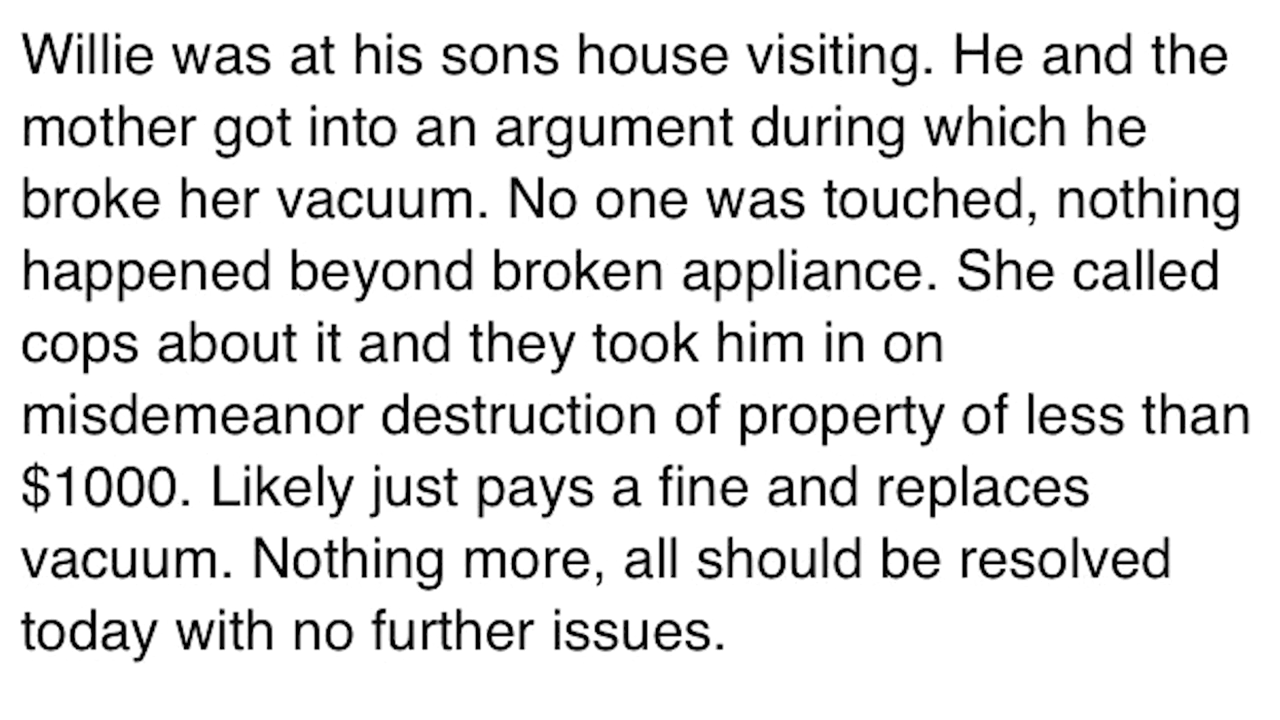 Willie was at his sons house visiting. He and the
mother got into an argument during which he
broke her vacuum. No one was touched, nothing
happened beyond broken appliance. She called
cops about it and they took him in on
misdemeanor destruction of property of less than
$1000. Likely just pays a fine and replaces
vacuum. Nothing more, all should be resolved
today with no further issues.